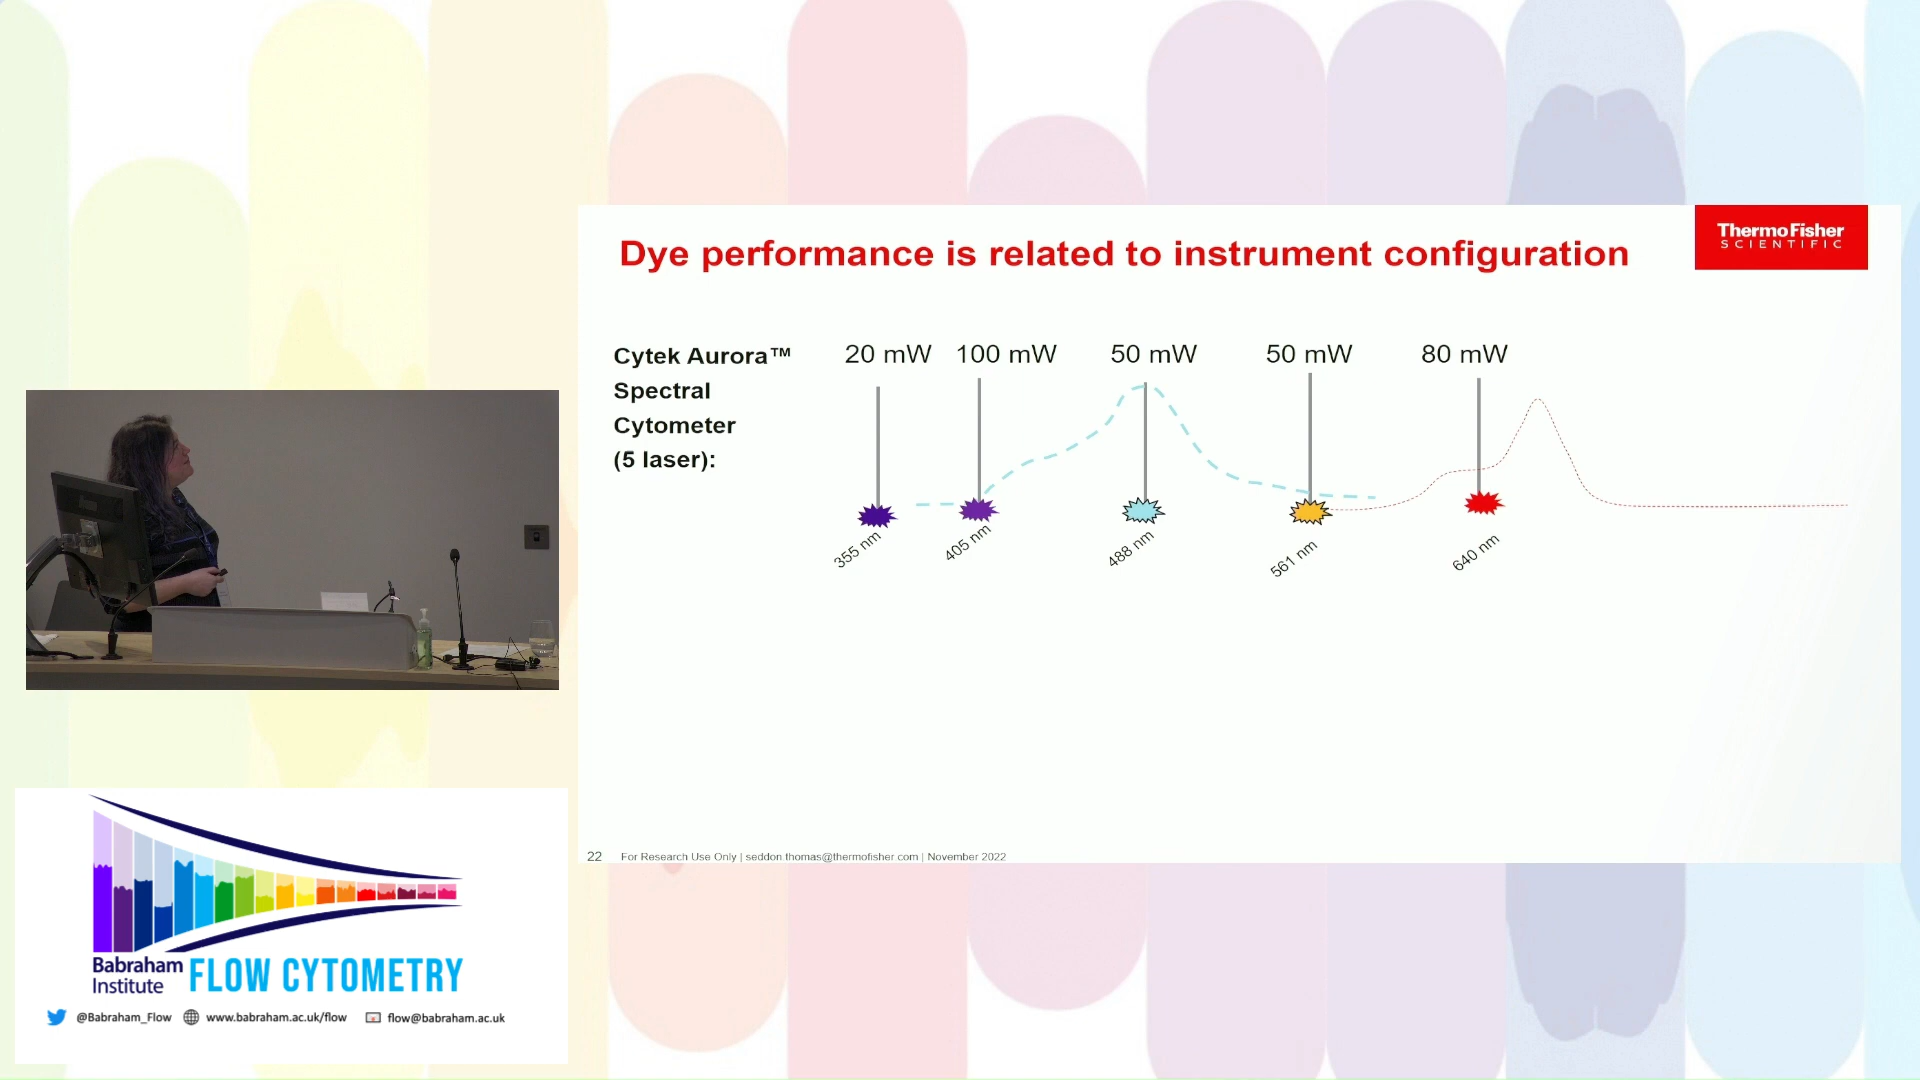 Dye performance is related to instrument configuration
ThermoFisher
SCIENTIFIC
Cytek Aurora™
Spectral
Cytometer
(5 laser):
20 mW
100 mW
50 mW
50 mW
80 mW
355 nm
405 nm
488 nm
561 nm
640 nm
22
For Research Use Only | seddon.thomas@thermofisher.com | November 2022
Babraham
Institute
FLOW CYTOMETRY
@Babraham_Flow
www.babraham.ac.uk/flow
flow@babraham.ac.uk